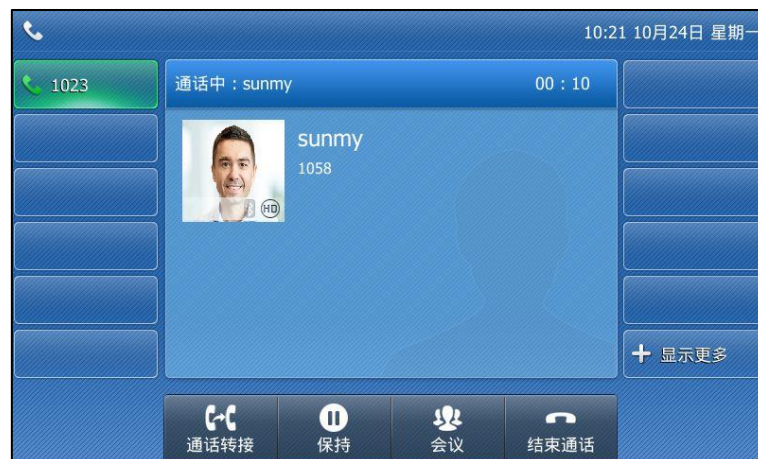 10:21 10月24日 星期一
1023
通话中：sunmy 00：10
sunmy
1058
HD
显示更多
通话转接 保持 会议 结束通话